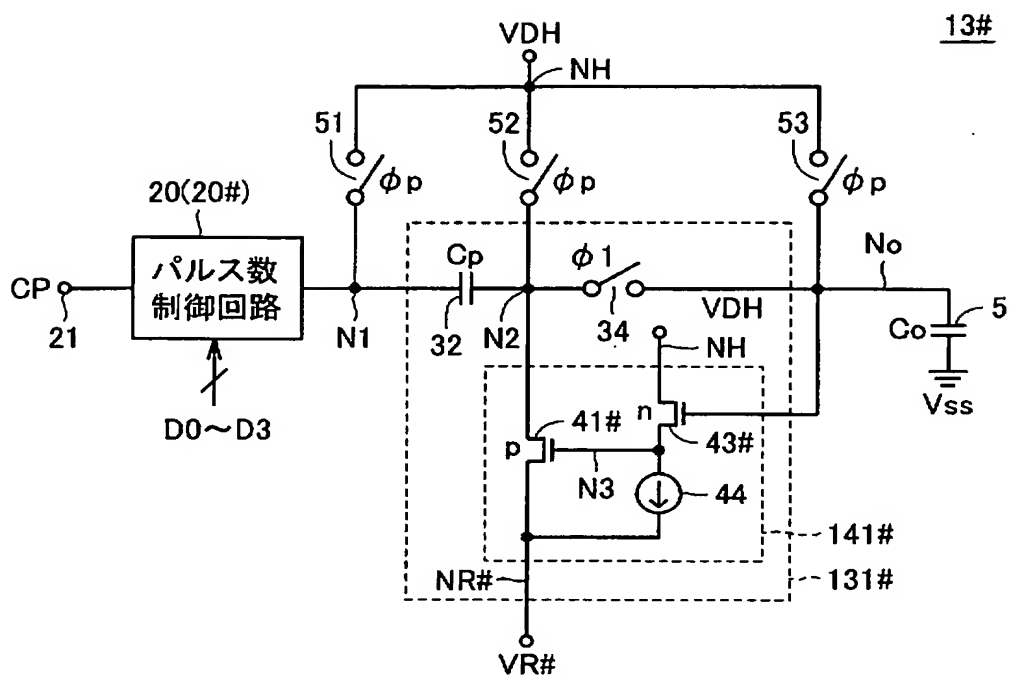 13#
VDH
NH
51
52
53
ϕp
ϕp
ϕp
20(20#)
パルス数
制御回路
CP
21
N1
Cp
32
N2
ϕ1
34
VDH
No
Co
5
Vss
NH
D0～D3
n
43#
p
41#
N3
44
141#
NR#
131#
VR#